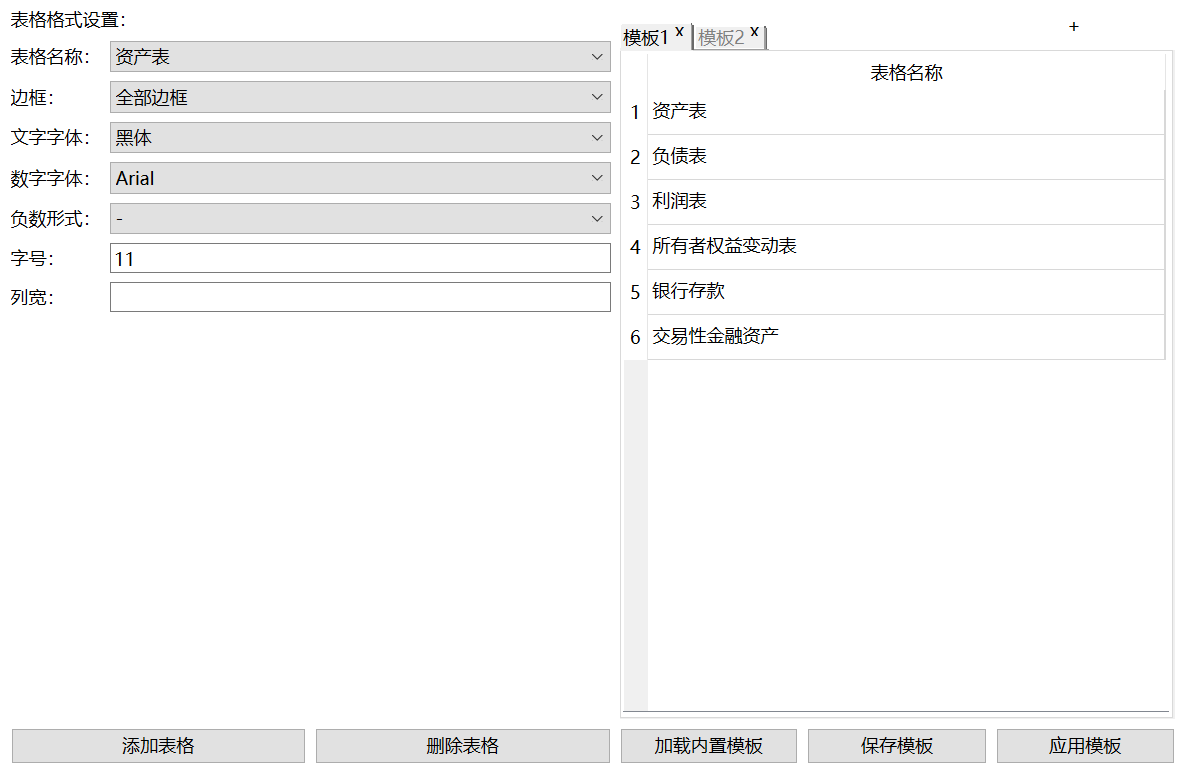 表格格式设置：
表格名称： 资产表
边框： 全部边框
文字字体： 黑体
数字字体： Arial
负数形式： -
字号： 11
列宽：
添加表格 删除表格
模板1 x 模板2 x +
表格名称
1 资产表
2 负债表
3 利润表
4 所有者权益变动表
5 银行存款
6 交易性金融资产
加载内置模板 保存模板 应用模板